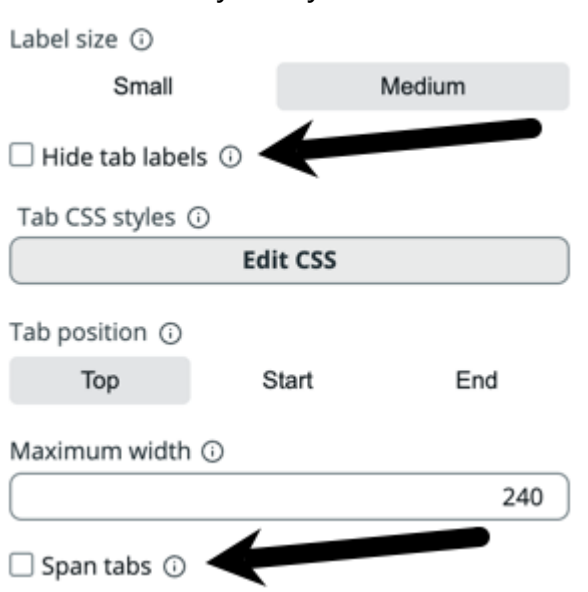 Label size
Small Medium
Hide tab labels
Tab CSS styles
Edit CSS
Tab position
Top Start End
Maximum width
240
Span tabs